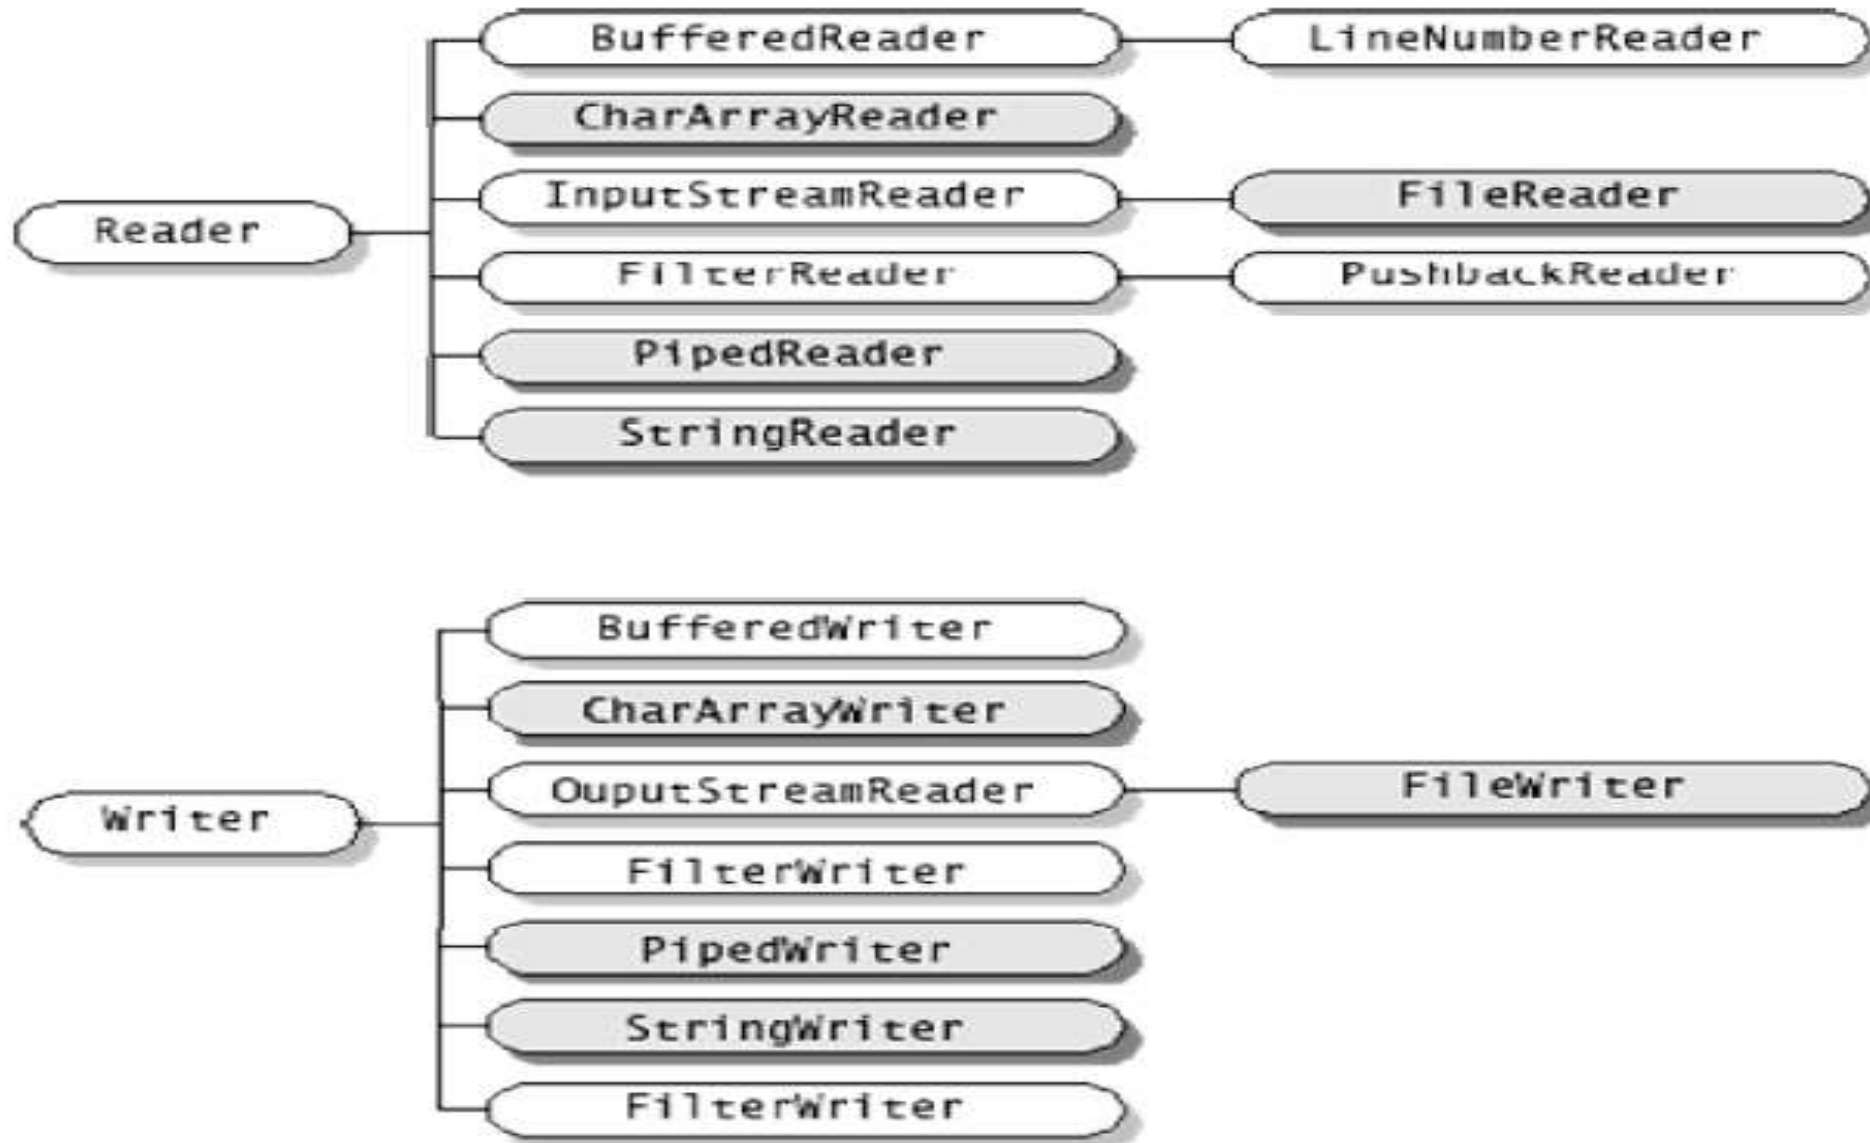 BufferedReader
LineNumberReader
CharArrayReader
InputStreamReader
FileReader
Reader
FilterReader
PushbackReader
PipedReader
StringReader
BufferedWriter
CharArrayWriter
OuputStreamReader
FileWriter
Writer
FilterWriter
PipedWriter
StringWriter
FilterWriter